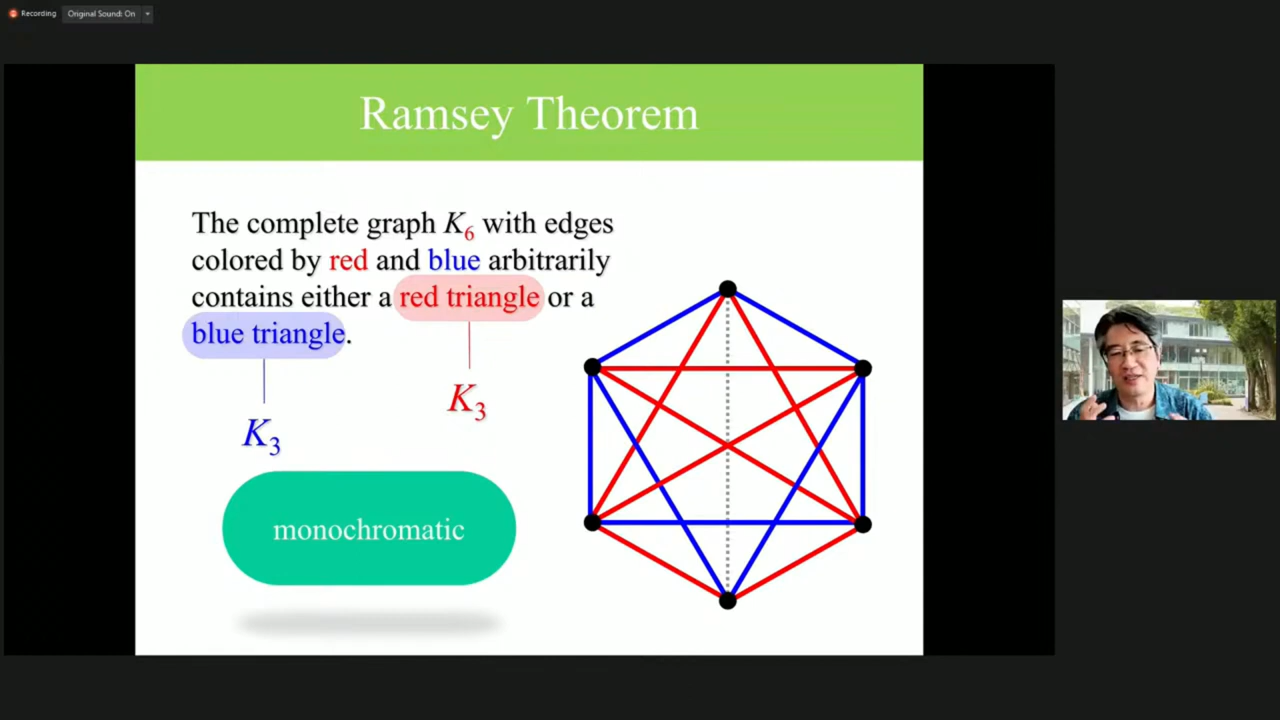 Recording
Original Sound: On
Ramsey Theorem
The complete graph K6 with edges
colored by red and blue arbitrarily
contains either a red triangle or a
blue triangle.
K3
K3
monochromatic